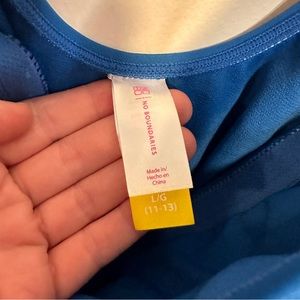 NO BOUNDARIES
Made in/
Hecho en
China
L/G
(11-13)